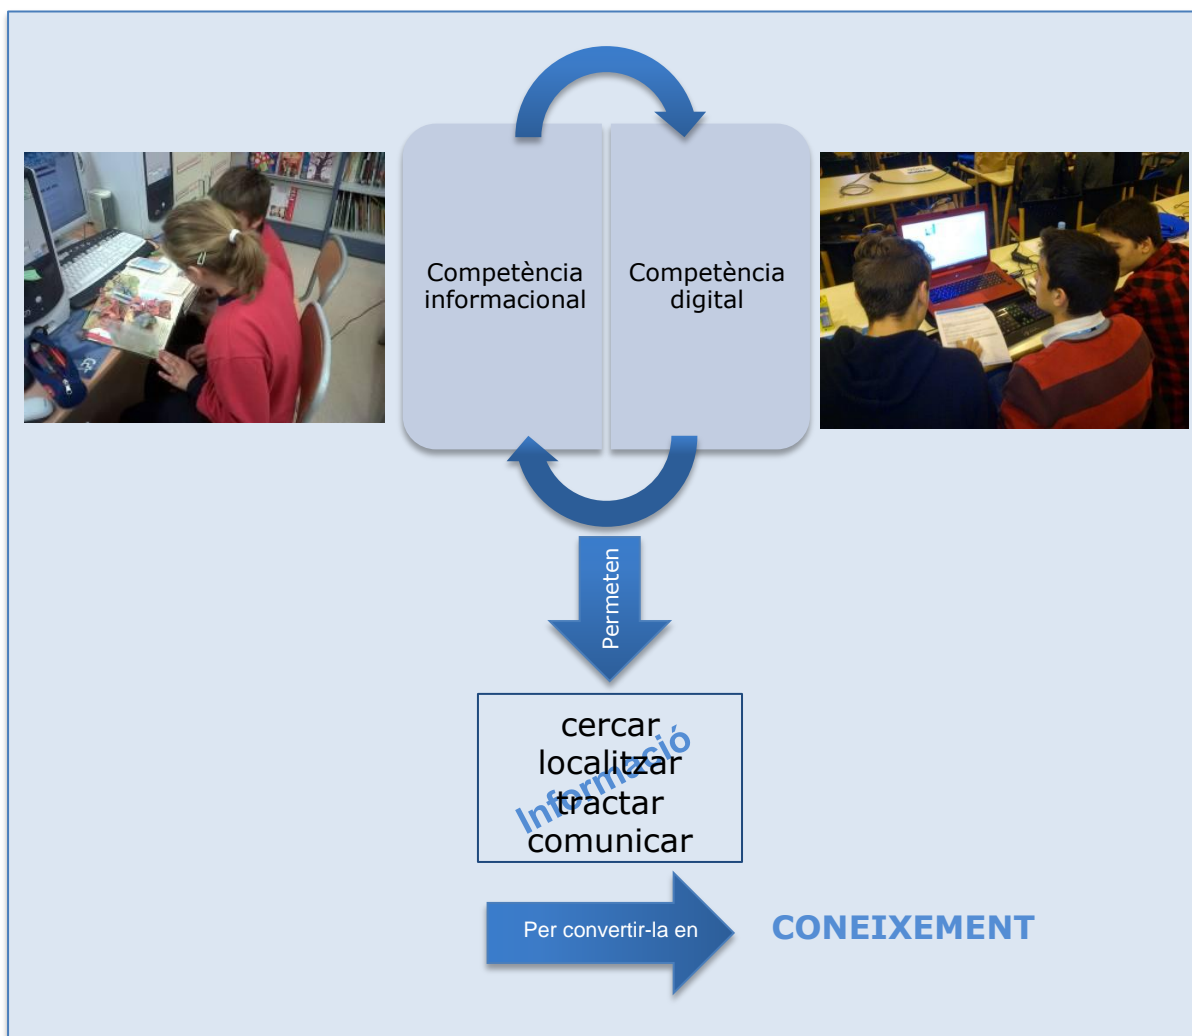 Competència
informacional
Competència
digital
Permeten
cercar
localitzar
tractar
comunicar
Informació
Per convertir-la en
CONEIXEMENT